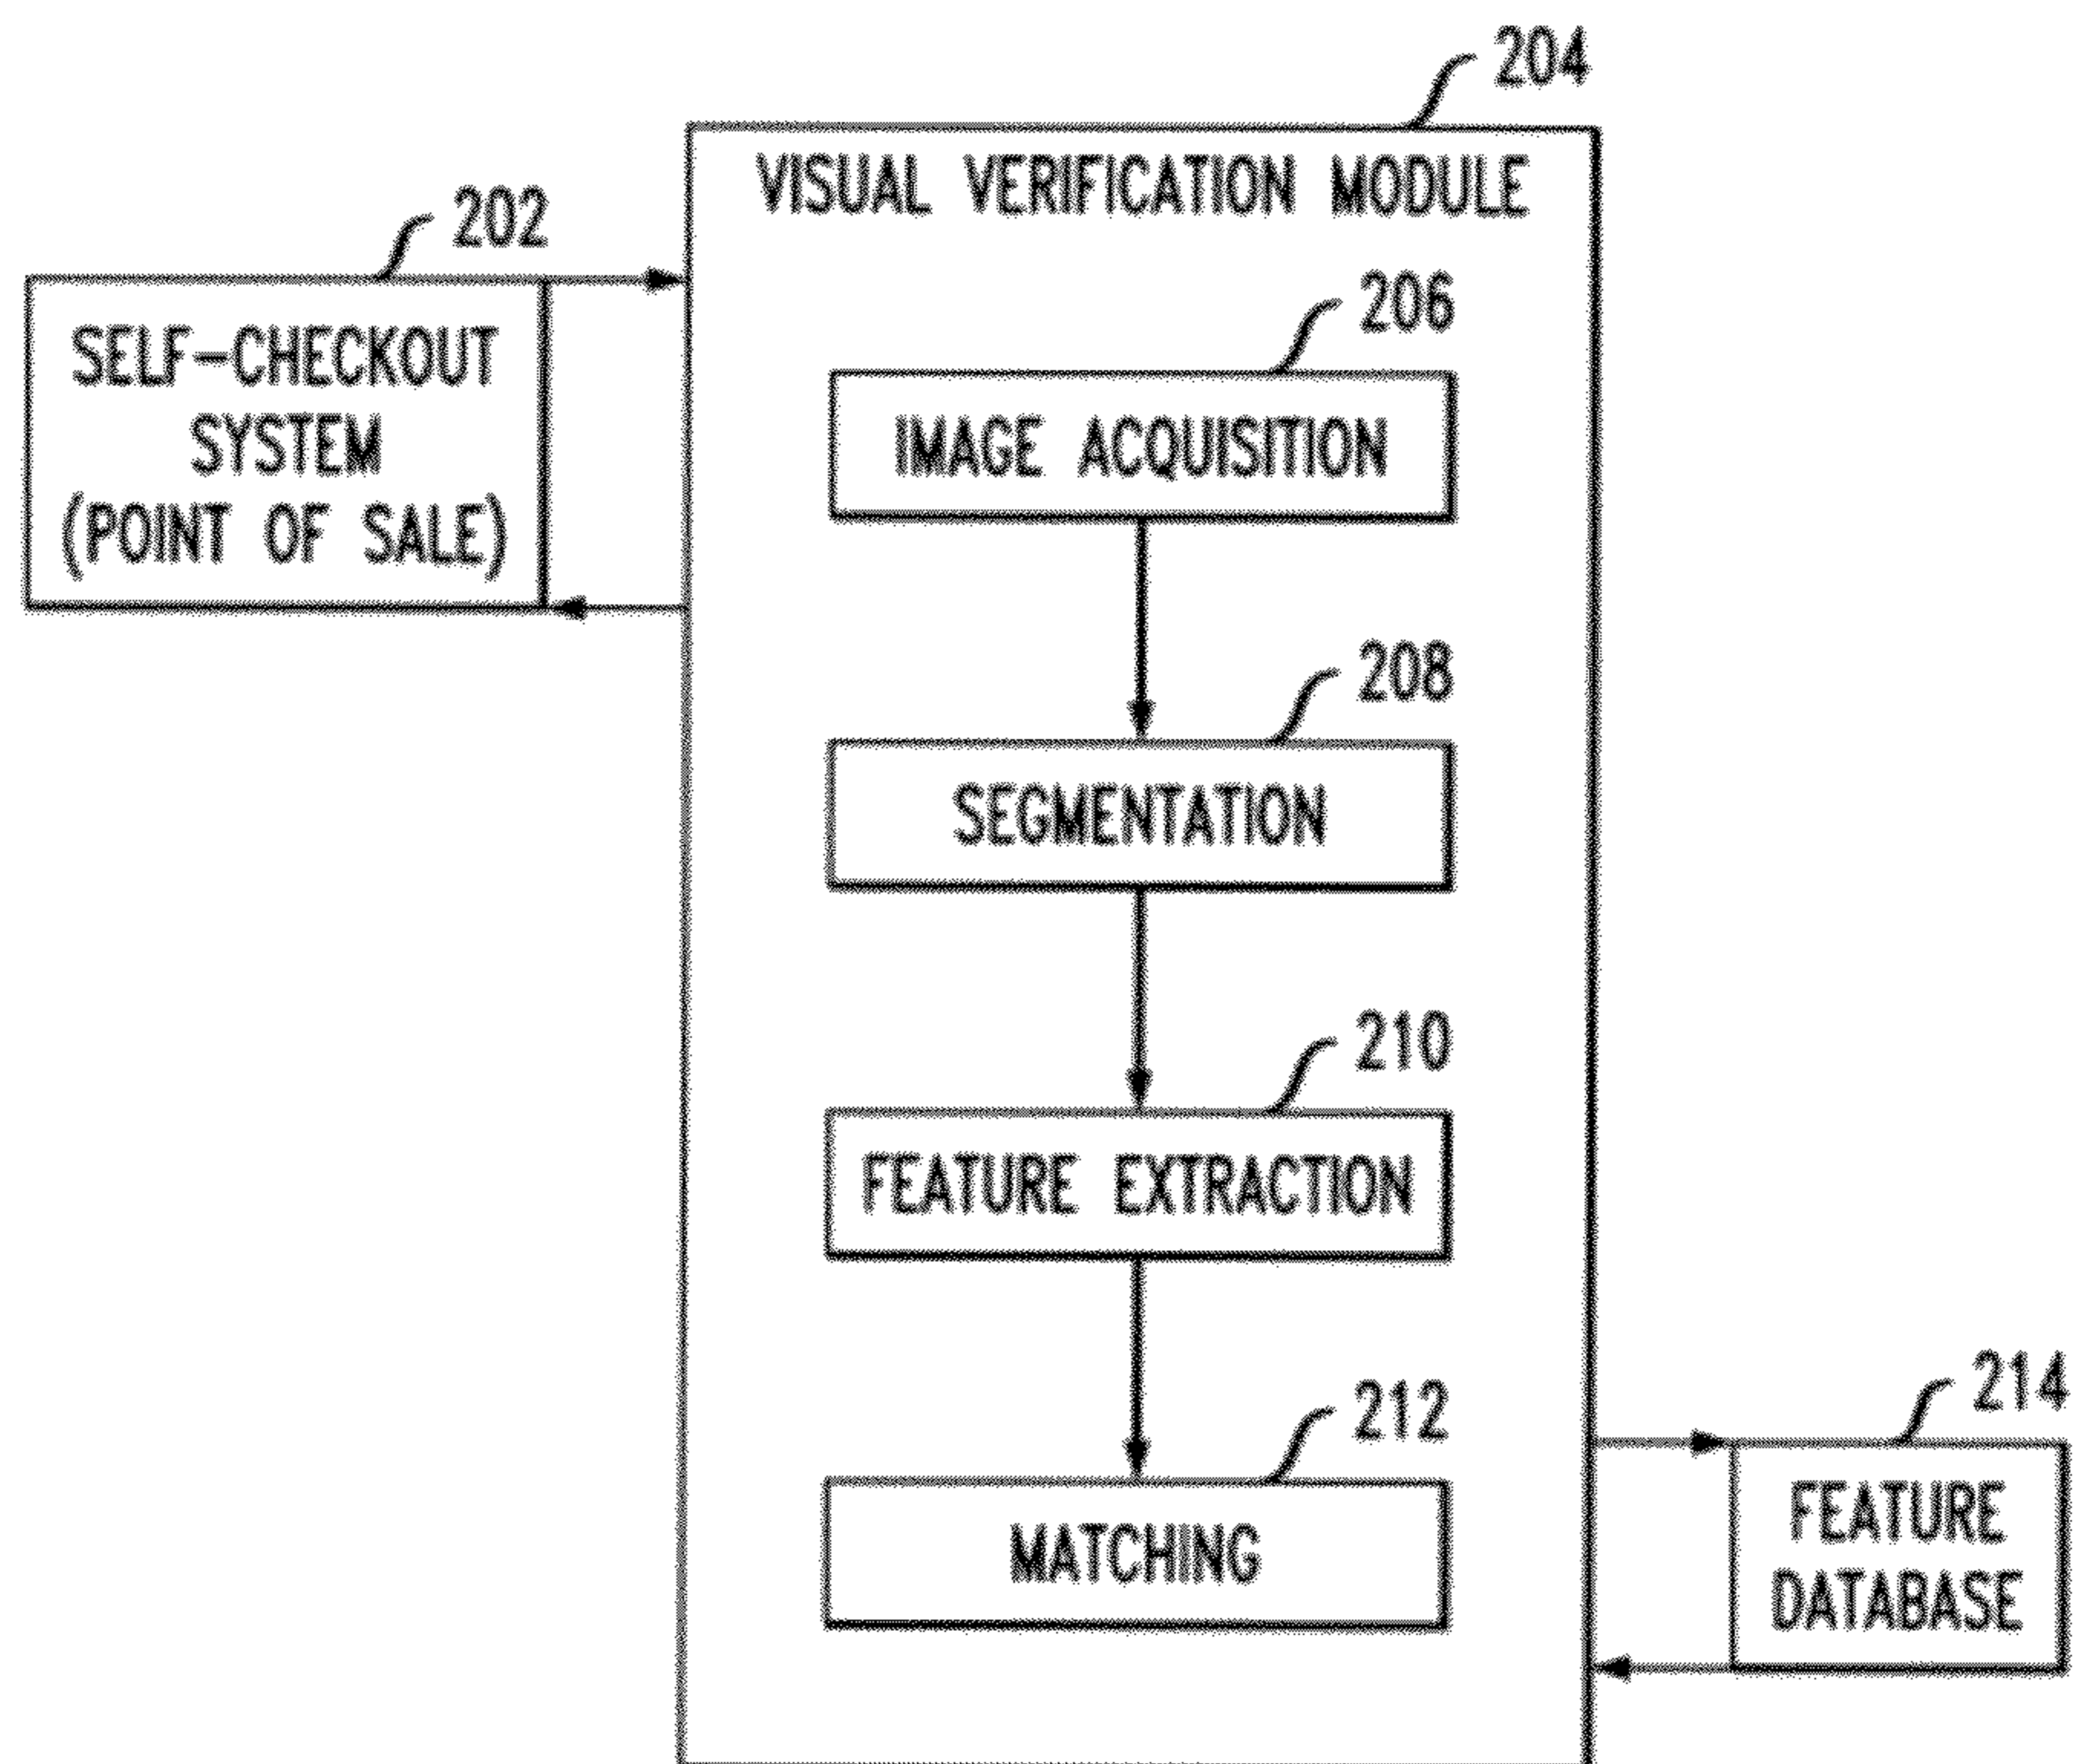 204
VISUAL VERIFICATION MODULE
202
SELF-CHECKOUT
SYSTEM
(POINT OF SALE)
206
IMAGE ACQUISITION
208
SEGMENTATION
210
FEATURE EXTRACTION
212
MATCHING
214
FEATURE
DATABASE